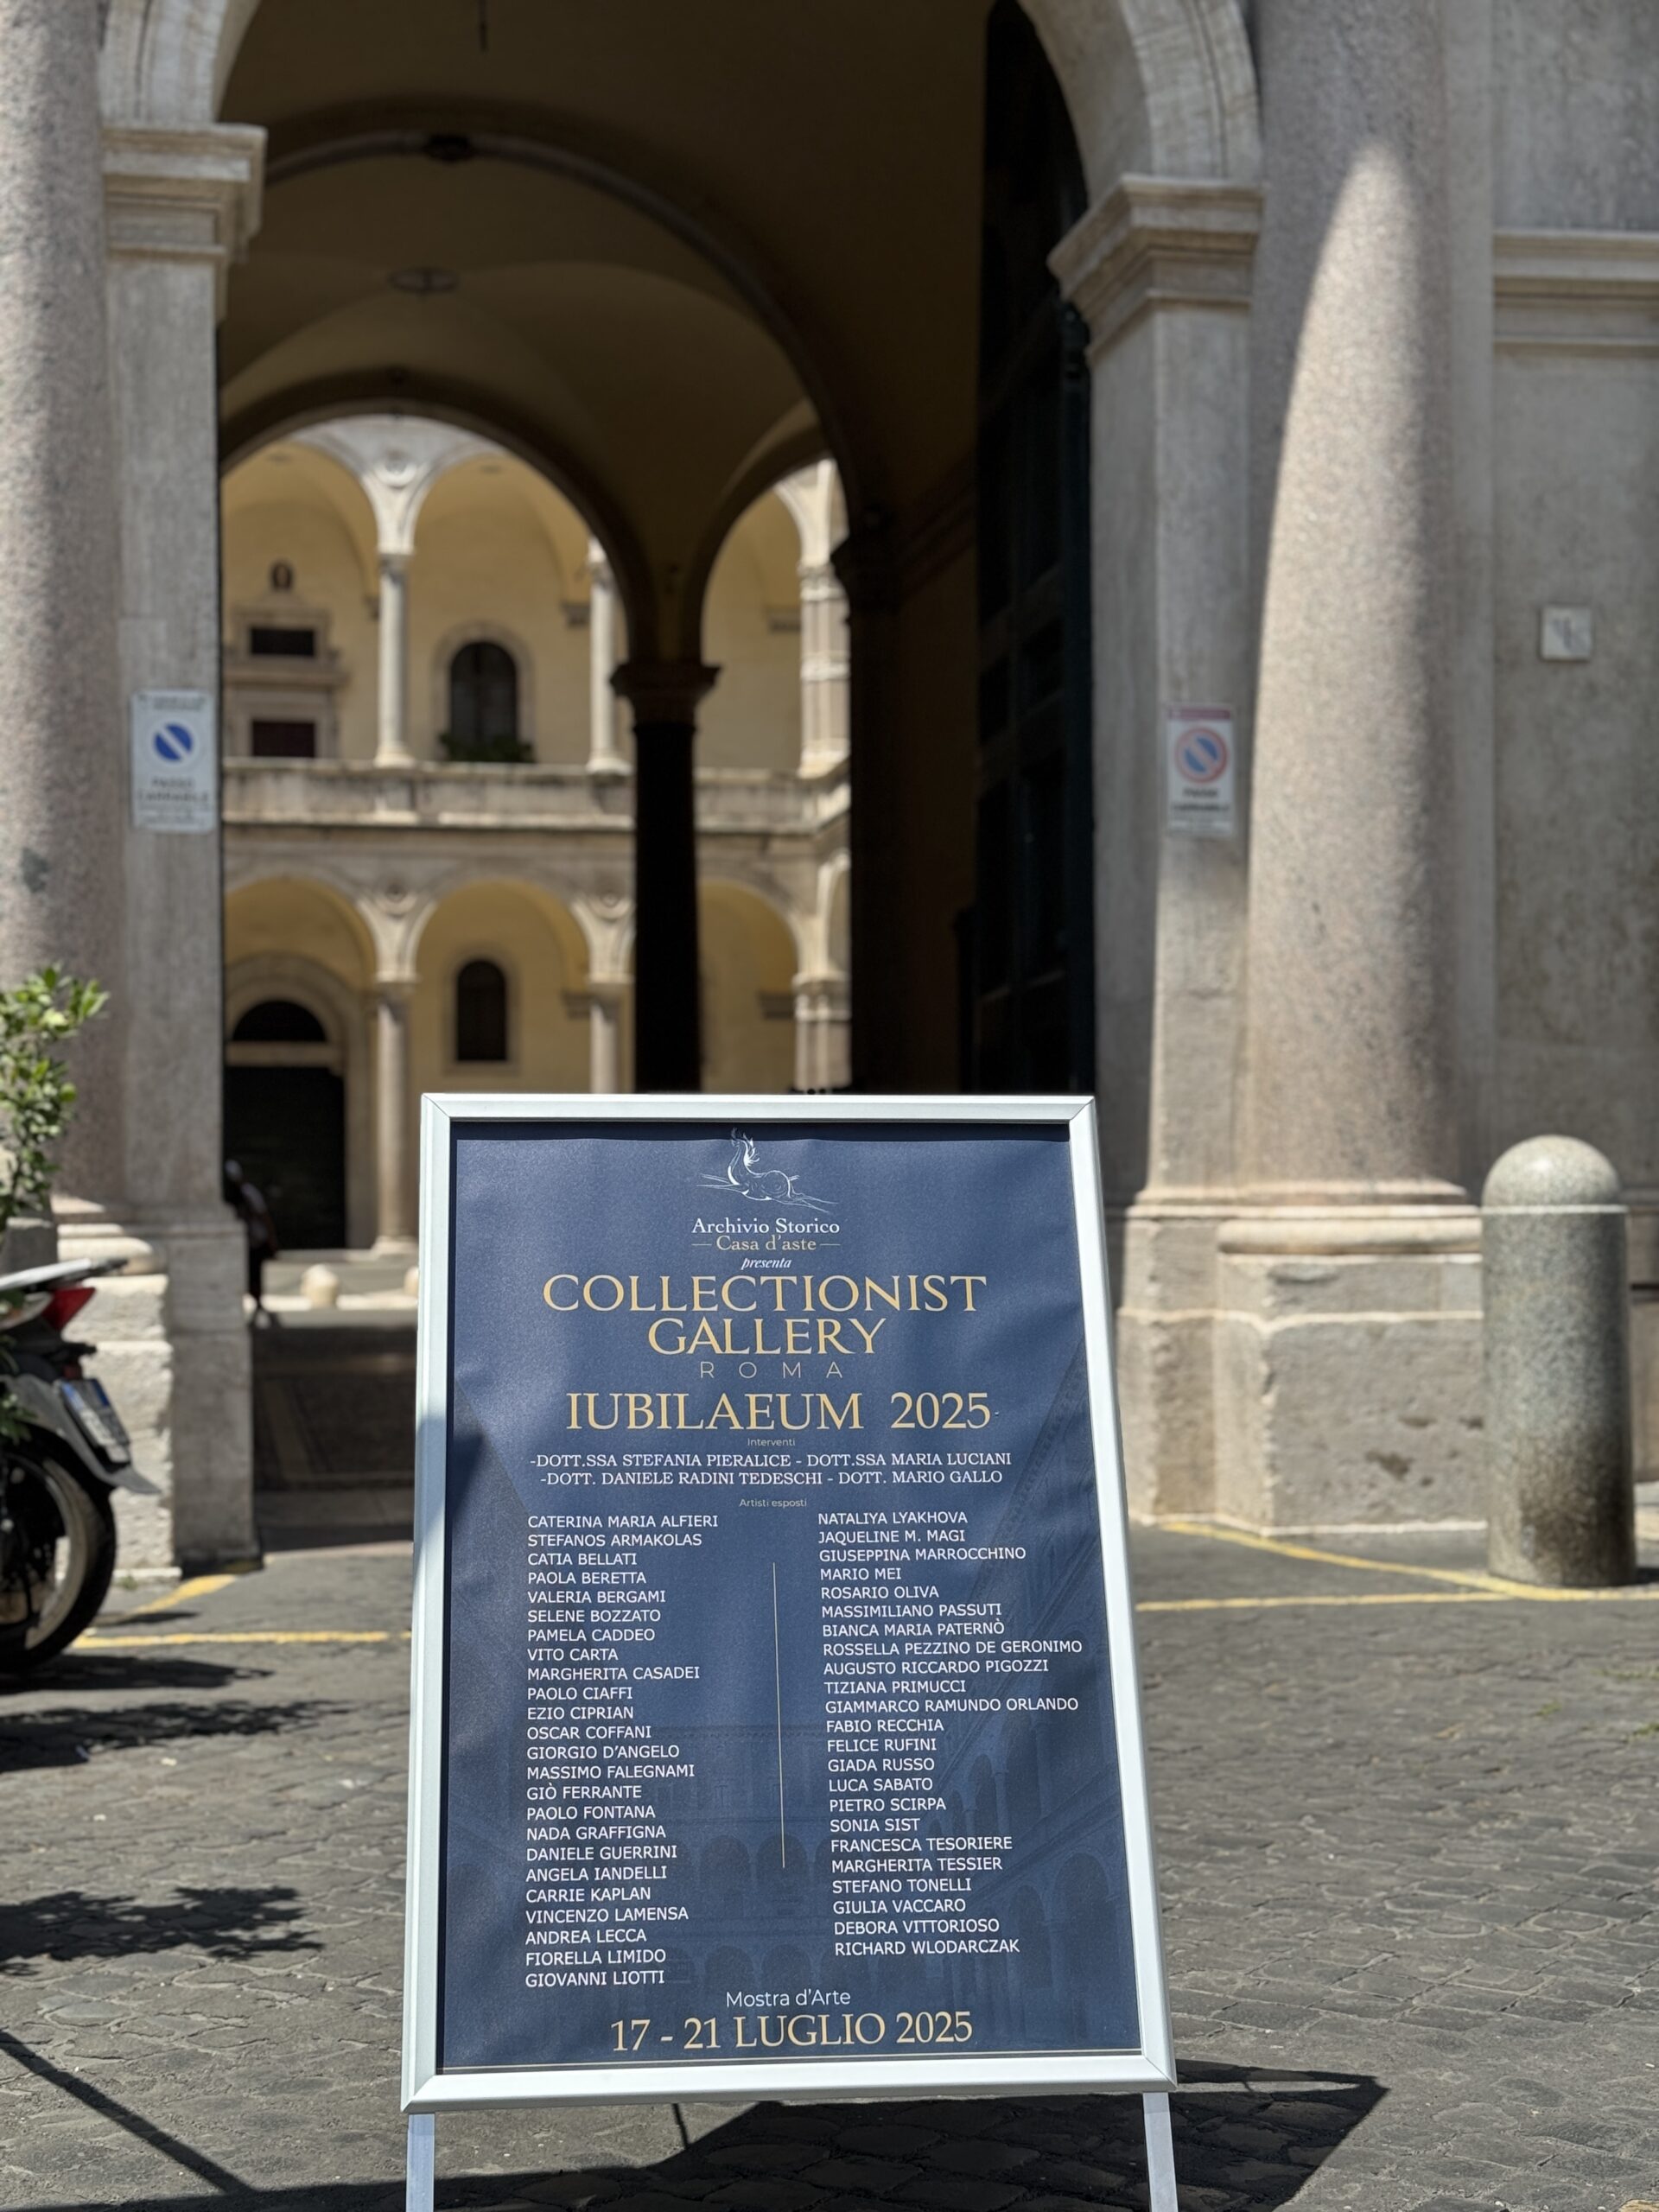 Archivio Storico
Casa d'aste
presenta
COLLECTIONIST
GALLERY
ROMA
IUBILAEUM 2025
Interventi
-DOTT.SSA STEFANIA PIERALICE - DOTT.SSA MARIA LUCIANI
-DOTT. DANIELE RADINI TEDESCHI - DOTT. MARIO GALLO
Artisti esposti
CATERINA MARIA ALFIERI
STEFANOS ARMAKOLAS
CATIA BELLATI
PAOLA BERETTA
VALERIA BERGAMI
SELENE BOZZATO
PAMELA CADDEO
VITO CARTA
MARGHERITA CASADEI
PAOLO CIAFFI
EZIO CIPRIAN
OSCAR COFFANI
GIORGIO D'ANGELO
MASSIMO FALEGNAMI
GIÒ FERRANTE
PAOLO FONTANA
NADA GRAFFIGNA
DANIELE GUERRINI
ANGELA IANDELLI
CARRIE KAPLAN
VINCENZO LAMENSA
ANDREA LECCA
FIORELLA LIMIDO
GIOVANNI LIOTTI
NATALIYA LYAKHOVA
JAQUELINE M. MAGI
GIUSEPPINA MARROCCHINO
MARIO MEI
ROSARIO OLIVA
MASSIMILIANO PASSUTI
BIANCA MARIA PATERNÒ
ROSSELLA PEZZINO DE GERONIMO
AUGUSTO RICCARDO PIGOZZI
TIZIANA PRIMUCCI
GIAMMARCO RAMUNDO ORLANDO
FABIO RECCHIA
FELICE RUFINI
GIADA RUSSO
LUCA SABATO
PIETRO SCIRPA
SONIA SIST
FRANCESCA TESORIERE
MARGHERITA TESSIER
STEFANO TONELLI
GIULIA VACCARO
DEBORA VITTORIOSO
RICHARD WLODARCZAK
Mostra d'Arte
17 - 21 LUGLIO 2025